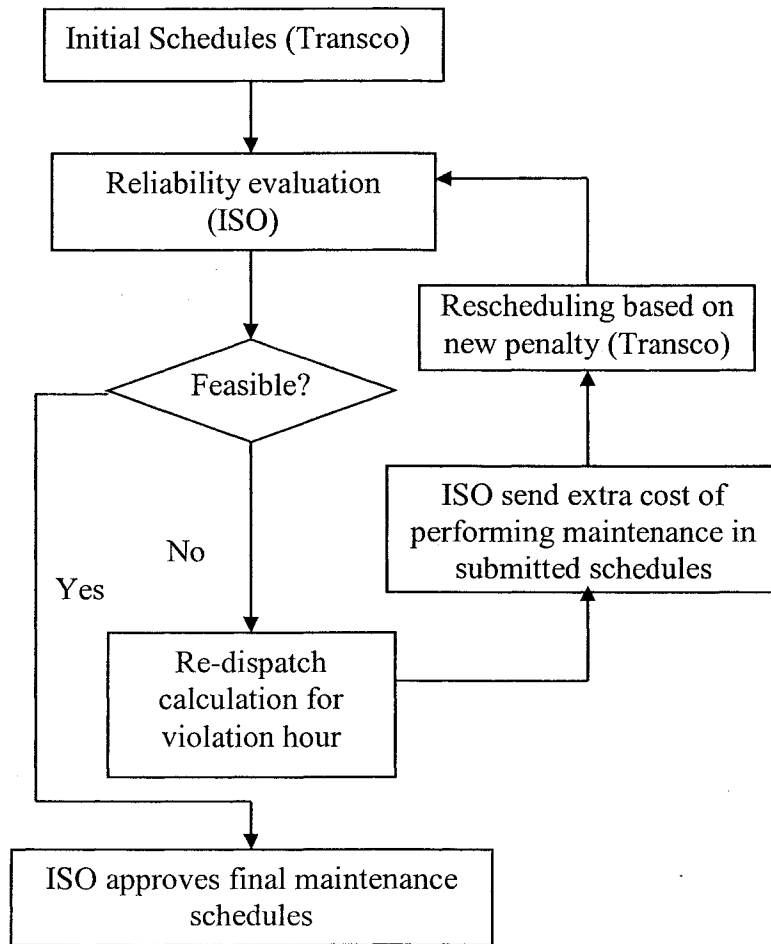 Initial Schedules (Transco)
Reliability evaluation
(ISO)
Feasible?
No
Yes
Re-dispatch
calculation for
violation hour
ISO send extra cost of
performing maintenance in
submitted schedules
Rescheduling based on
new penalty (Transco)
ISO approves final maintenance
schedules